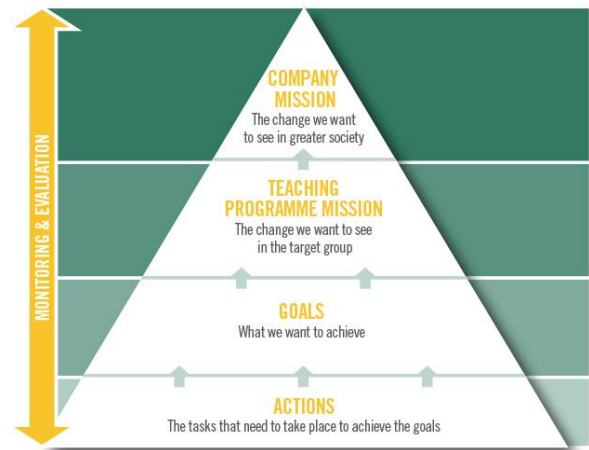 MONITORING & EVALUATION
COMPANY
MISSION
The change we want
to see in greater society
TEACHING
PROGRAMME MISSION
The change we want to see
in the target group
GOALS
What we want to achieve
ACTIONS
The tasks that need to take place to achieve the goals